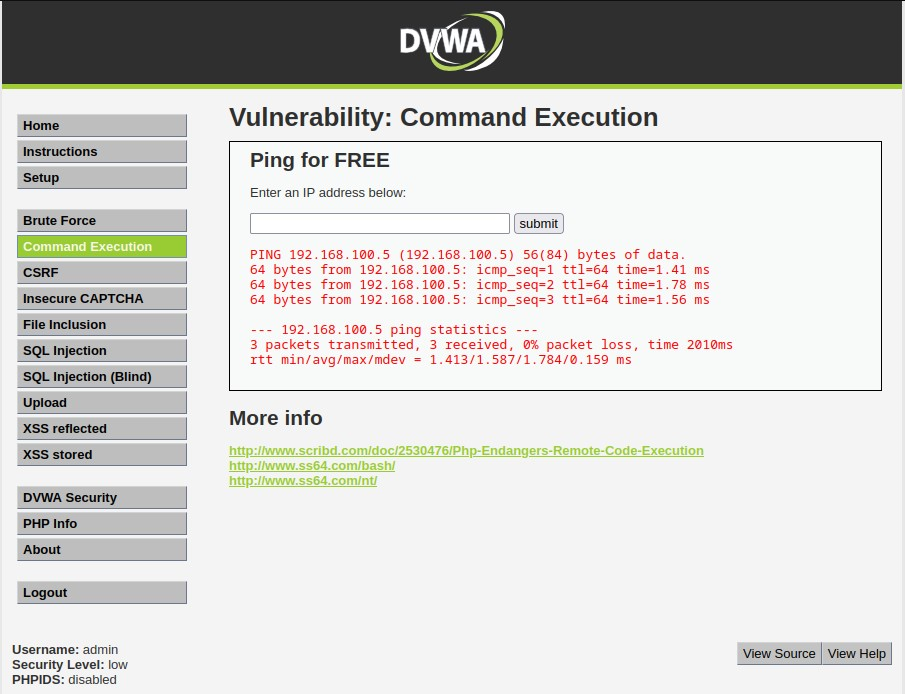 DVWA
Home
Instructions
Setup
Brute Force
Command Execution
CSRF
Insecure CAPTCHA
File Inclusion
SQL Injection
SQL Injection (Blind)
Upload
XSS reflected
XSS stored
DVWA Security
PHP Info
About
Logout
Vulnerability: Command Execution
Ping for FREE
Enter an IP address below:
submit
PING 192.168.100.5 (192.168.100.5) 56(84) bytes of data.
64 bytes from 192.168.100.5: icmp_seq=1 ttl=64 time=1.41 ms
64 bytes from 192.168.100.5: icmp_seq=2 ttl=64 time=1.78 ms
64 bytes from 192.168.100.5: icmp_seq=3 ttl=64 time=1.56 ms
--- 192.168.100.5 ping statistics ---
3 packets transmitted, 3 received, 0% packet loss, time 2010ms
rtt min/avg/max/mdev = 1.413/1.587/1.784/0.159 ms
More info
http://www.scribd.com/doc/2530476/Php-Endangers-Remote-Code-Execution
http://www.ss64.com/bash/
http://www.ss64.com/nt/
Username: admin
Security Level: low
PHPIDS: disabled
View Source View Help